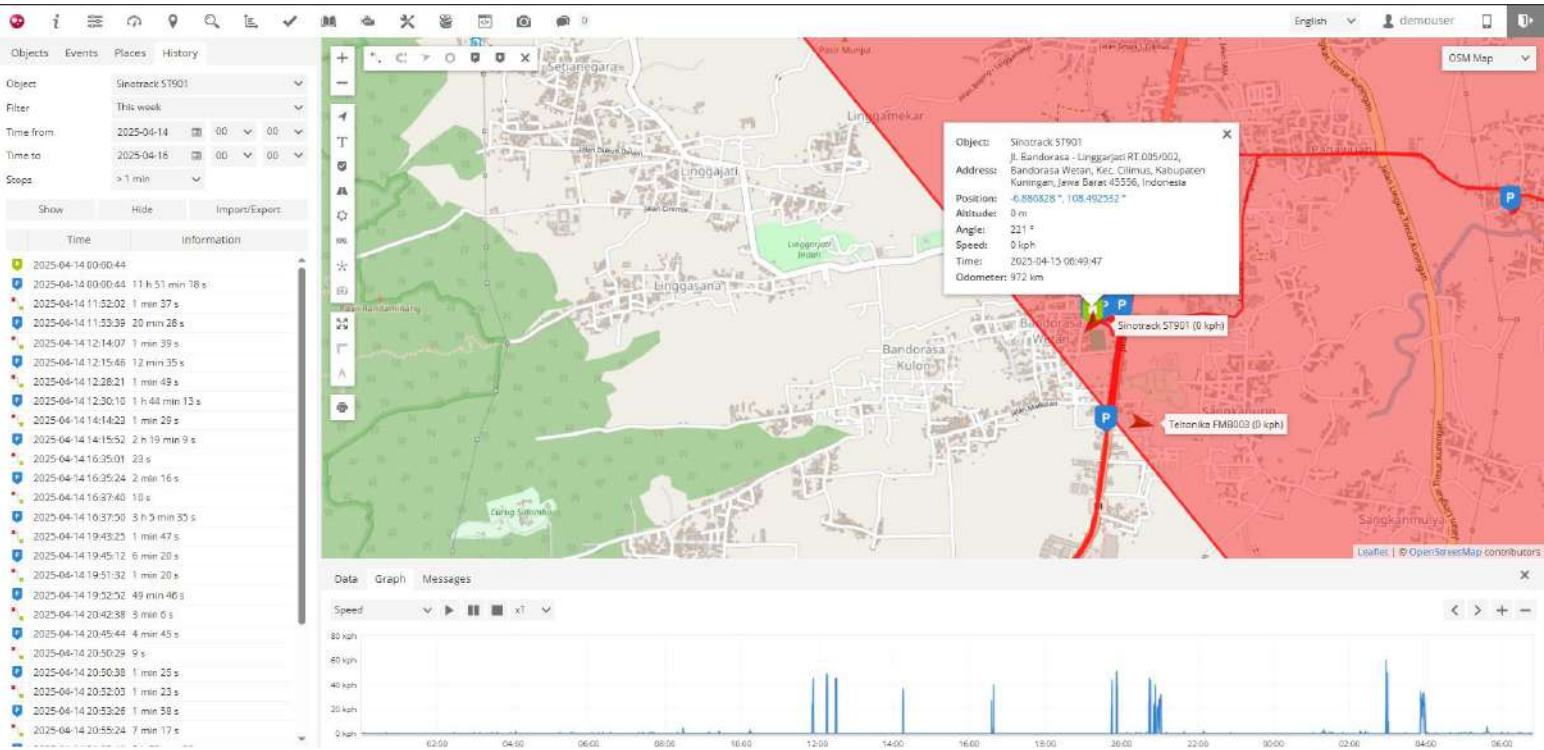 0
English
demouser
Objects Events Places History
Object Sinotrack ST901
Filter This week
Time from 2025-04-14 00 00
Time to 2025-04-16 00 00
Stops > 1 min
Show Hide Import/Export
Time Information
2025-04-14 00:00:44
2025-04-14 00:00:44 11 h 51 min 18 s
2025-04-14 11:52:02 1 min 37 s
2025-04-14 11:53:39 20 min 28 s
2025-04-14 12:14:07 1 min 39 s
2025-04-14 12:15:46 12 min 35 s
2025-04-14 12:28:21 1 min 49 s
2025-04-14 12:30:10 1 h 44 min 13 s
2025-04-14 14:14:23 1 min 29 s
2025-04-14 14:15:52 2 h 19 min 9 s
2025-04-14 16:35:01 23 s
2025-04-14 16:35:24 2 min 16 s
2025-04-14 16:37:40 10 s
2025-04-14 16:37:50 3 h 5 min 35 s
2025-04-14 19:43:25 1 min 47 s
2025-04-14 19:45:12 6 min 20 s
2025-04-14 19:51:32 1 min 20 s
2025-04-14 19:52:52 49 min 46 s
2025-04-14 20:42:38 3 min 6 s
2025-04-14 20:45:44 4 min 45 s
2025-04-14 20:50:29 9 s
2025-04-14 20:50:38 1 min 25 s
2025-04-14 20:52:03 1 min 23 s
2025-04-14 20:53:26 1 min 58 s
2025-04-14 20:55:24 7 min 17 s
OSM Map
Setianegara
Pasir Munjul
Linggamekar
Linggajati
Linggarjati
Indah
Linggasana
Bandorasa
Kulon
Bandorasa
Wetan
Sangkanurip
Sangkanmulya
Jalan Lingkar Timur Kuningan
Object: Sinotrack ST901
Address: Jl. Bandorasa - Linggarjati RT.005/002,
Bandorasa Wetan, Kec. Cilimus, Kabupaten
Kuningan, Jawa Barat 45556, Indonesia
Position: -6.880828 °, 108.492532 °
Altitude: 0 m
Angle: 221 °
Speed: 0 kph
Time: 2025-04-15 06:49:47
Odometer: 972 km
P
P P
Sinotrack ST901 (0 kph)
P
Teltonika FMB003 (0 kph)
Leaflet | © OpenStreetMap contributors
Data Graph Messages
Speed x1
80 kph
60 kph
40 kph
20 kph
0 kph
02:00 04:00 06:00 08:00 10:00 12:00 14:00 16:00 18:00 20:00 22:00 00:00 02:00 04:00 06:00